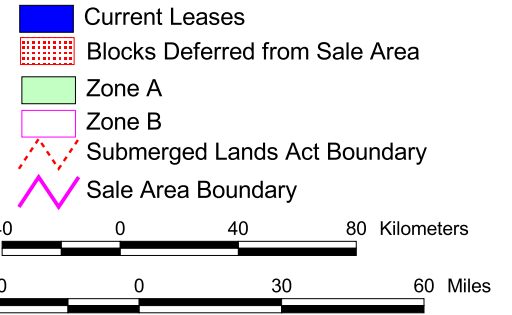 Current Leases
Blocks Deferred from Sale Area
Zone A
Zone B
Submerged Lands Act Boundary
Sale Area Boundary
0 40 80 Kilometers
0 30 60 Miles